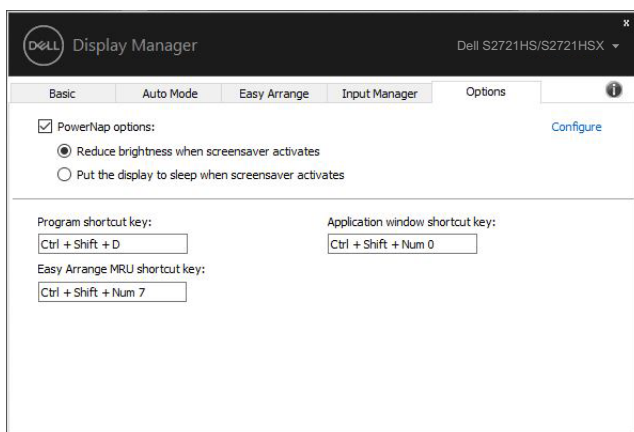 x
DELL Display Manager
Dell S2721HS/S2721HSX
Basic Auto Mode Easy Arrange Input Manager Options
PowerNap options:
Configure
Reduce brightness when screensaver activates
Put the display to sleep when screensaver activates
Program shortcut key:
Application window shortcut key:
Ctrl + Shift + D
Ctrl + Shift + Num 0
Easy Arrange MRU shortcut key:
Ctrl + Shift + Num 7